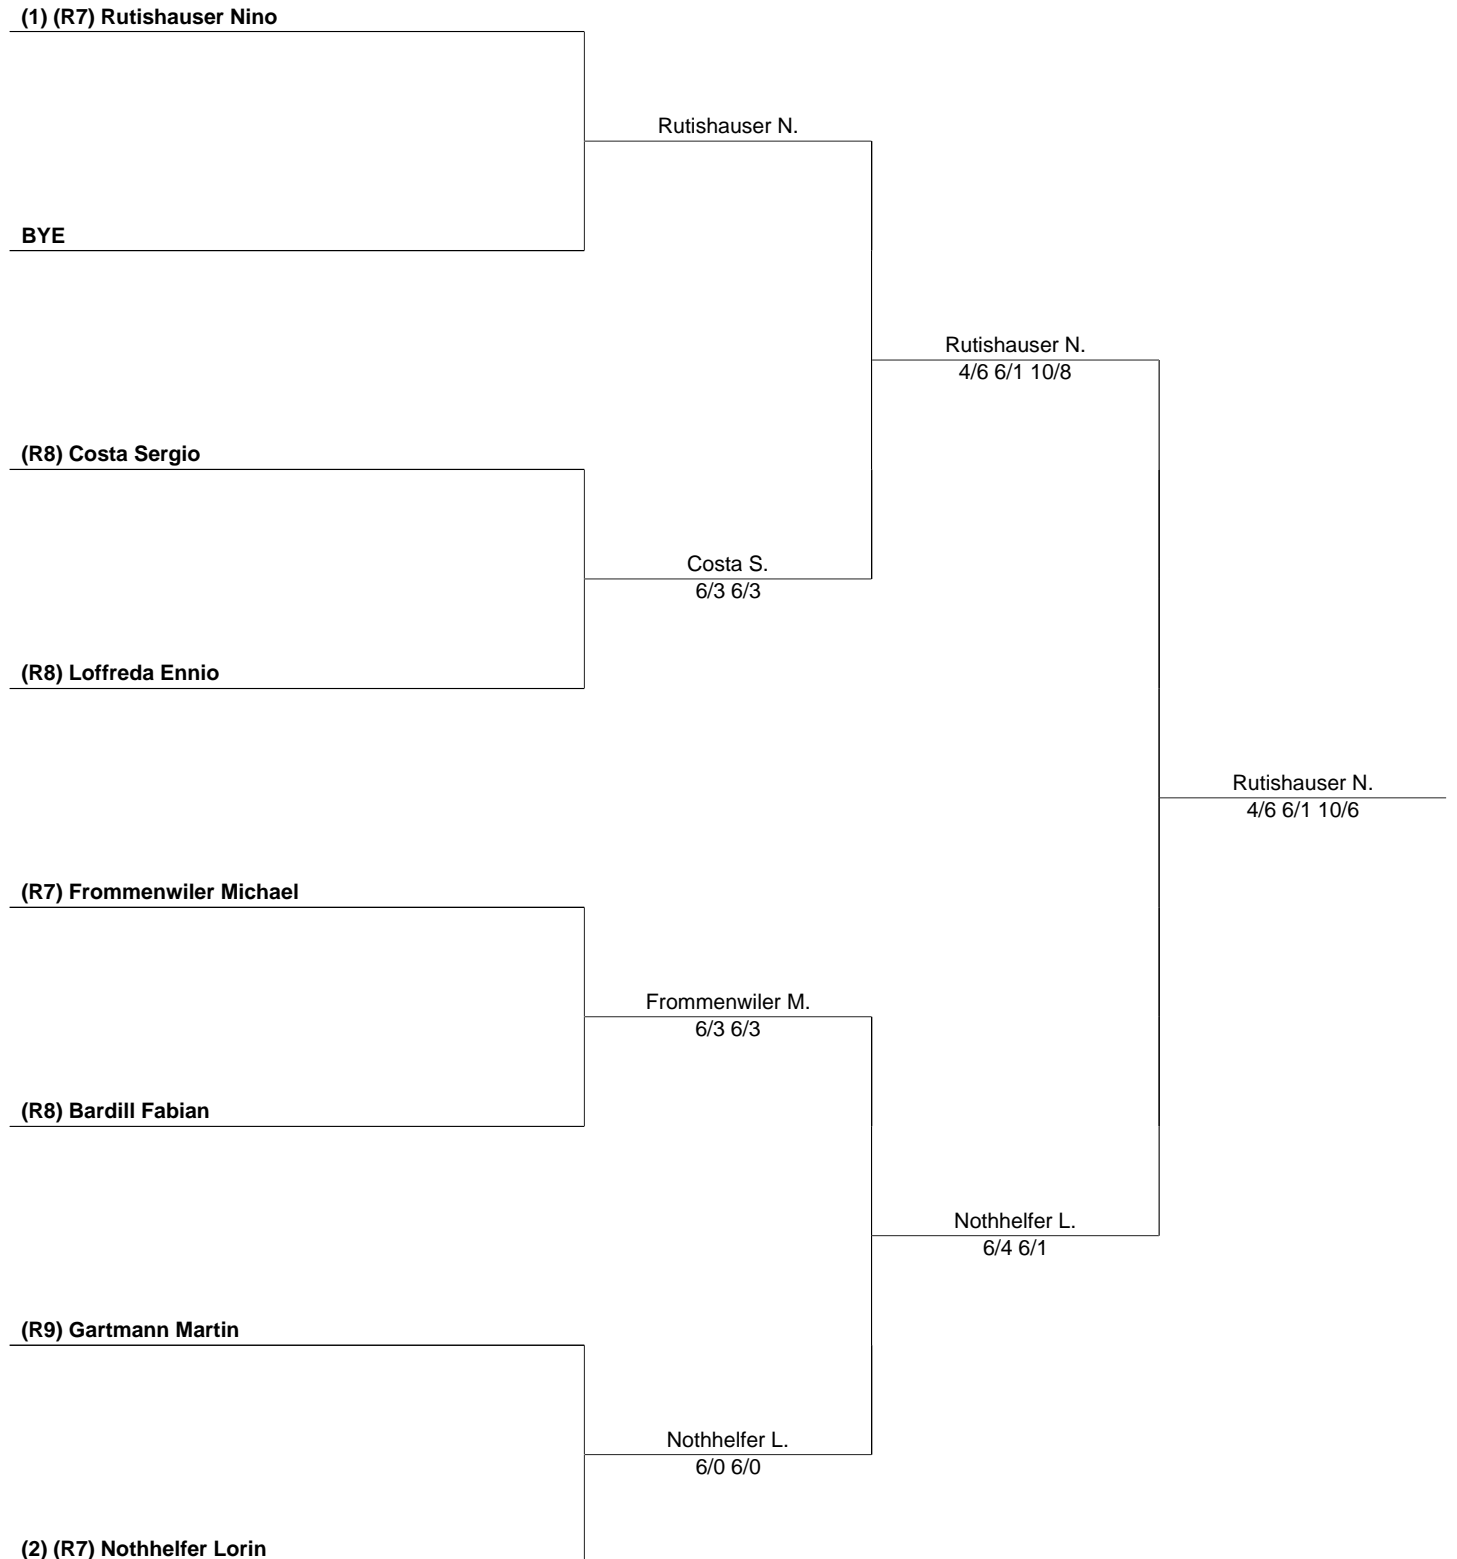 (1) (R7) Rutishauser Nino
Rutishauser N.
BYE
Rutishauser N.
4/6 6/1 10/8
(R8) Costa Sergio
Costa S.
6/3 6/3
(R8) Loffreda Ennio
Rutishauser N.
4/6 6/1 10/6
(R7) Frommenwiler Michael
Frommenwiler M.
6/3 6/3
(R8) Bardill Fabian
Nothhelfer L.
6/4 6/1
(R9) Gartmann Martin
Nothhelfer L.
6/0 6/0
(2) (R7) Nothhelfer Lorin